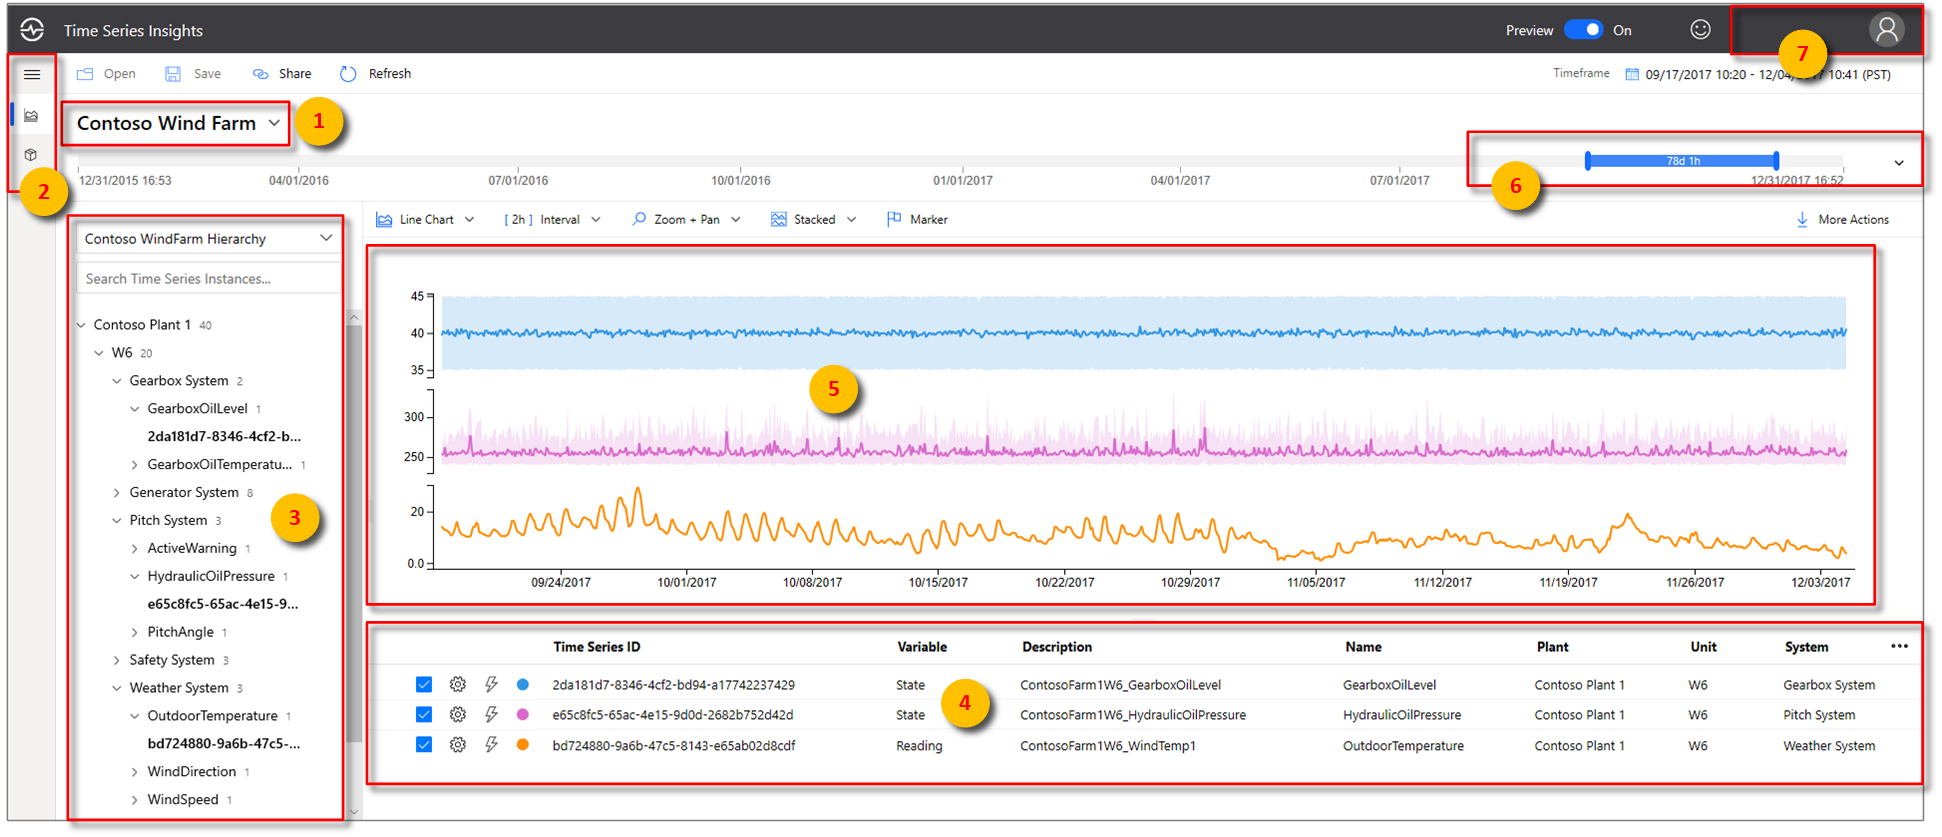 Time Series Insights
Preview On
7
Open Save Share Refresh
Timeframe 09/17/2017 10:20 - 12/04/2017 10:41 (PST)
Contoso Wind Farm
1
2
78d 1h
6
12/31/2015 16:53 04/01/2016 07/01/2016 10/01/2016 01/01/2017 04/01/2017 07/01/2017 12/31/2017 16:52
Contoso WindFarm Hierarchy
Search Time Series Instances...
Contoso Plant 1 40
W6 20
Gearbox System 2
GearboxOilLevel 1
2da181d7-8346-4cf2-b...
GearboxOilTemperatu... 1
Generator System 8
Pitch System 3
ActiveWarning 1
HydraulicOilPressure 1
e65c8fc5-65ac-4e15-9...
PitchAngle 1
Safety System 3
Weather System 3
OutdoorTemperature 1
bd724880-9a6b-47c5-...
WindDirection 1
WindSpeed 1
3
Line Chart [ 2h ] Interval Zoom + Pan Stacked Marker More Actions
45
40
35
5
300
250
20
0.0
09/24/2017 10/01/2017 10/08/2017 10/15/2017 10/22/2017 10/29/2017 11/05/2017 11/12/2017 11/19/2017 11/26/2017 12/03/2017
Time Series ID Variable Description Name Plant Unit System
2da181d7-8346-4cf2-bd94-a17742237429 State ContosoFarm1W6_GearboxOilLevel GearboxOilLevel Contoso Plant 1 W6 Gearbox System
4
e65c8fc5-65ac-4e15-9d0d-2682b752d42d State ContosoFarm1W6_HydraulicOilPressure HydraulicOilPressure Contoso Plant 1 W6 Pitch System
bd724880-9a6b-47c5-8143-e65ab02d8cdf Reading ContosoFarm1W6_WindTemp1 OutdoorTemperature Contoso Plant 1 W6 Weather System